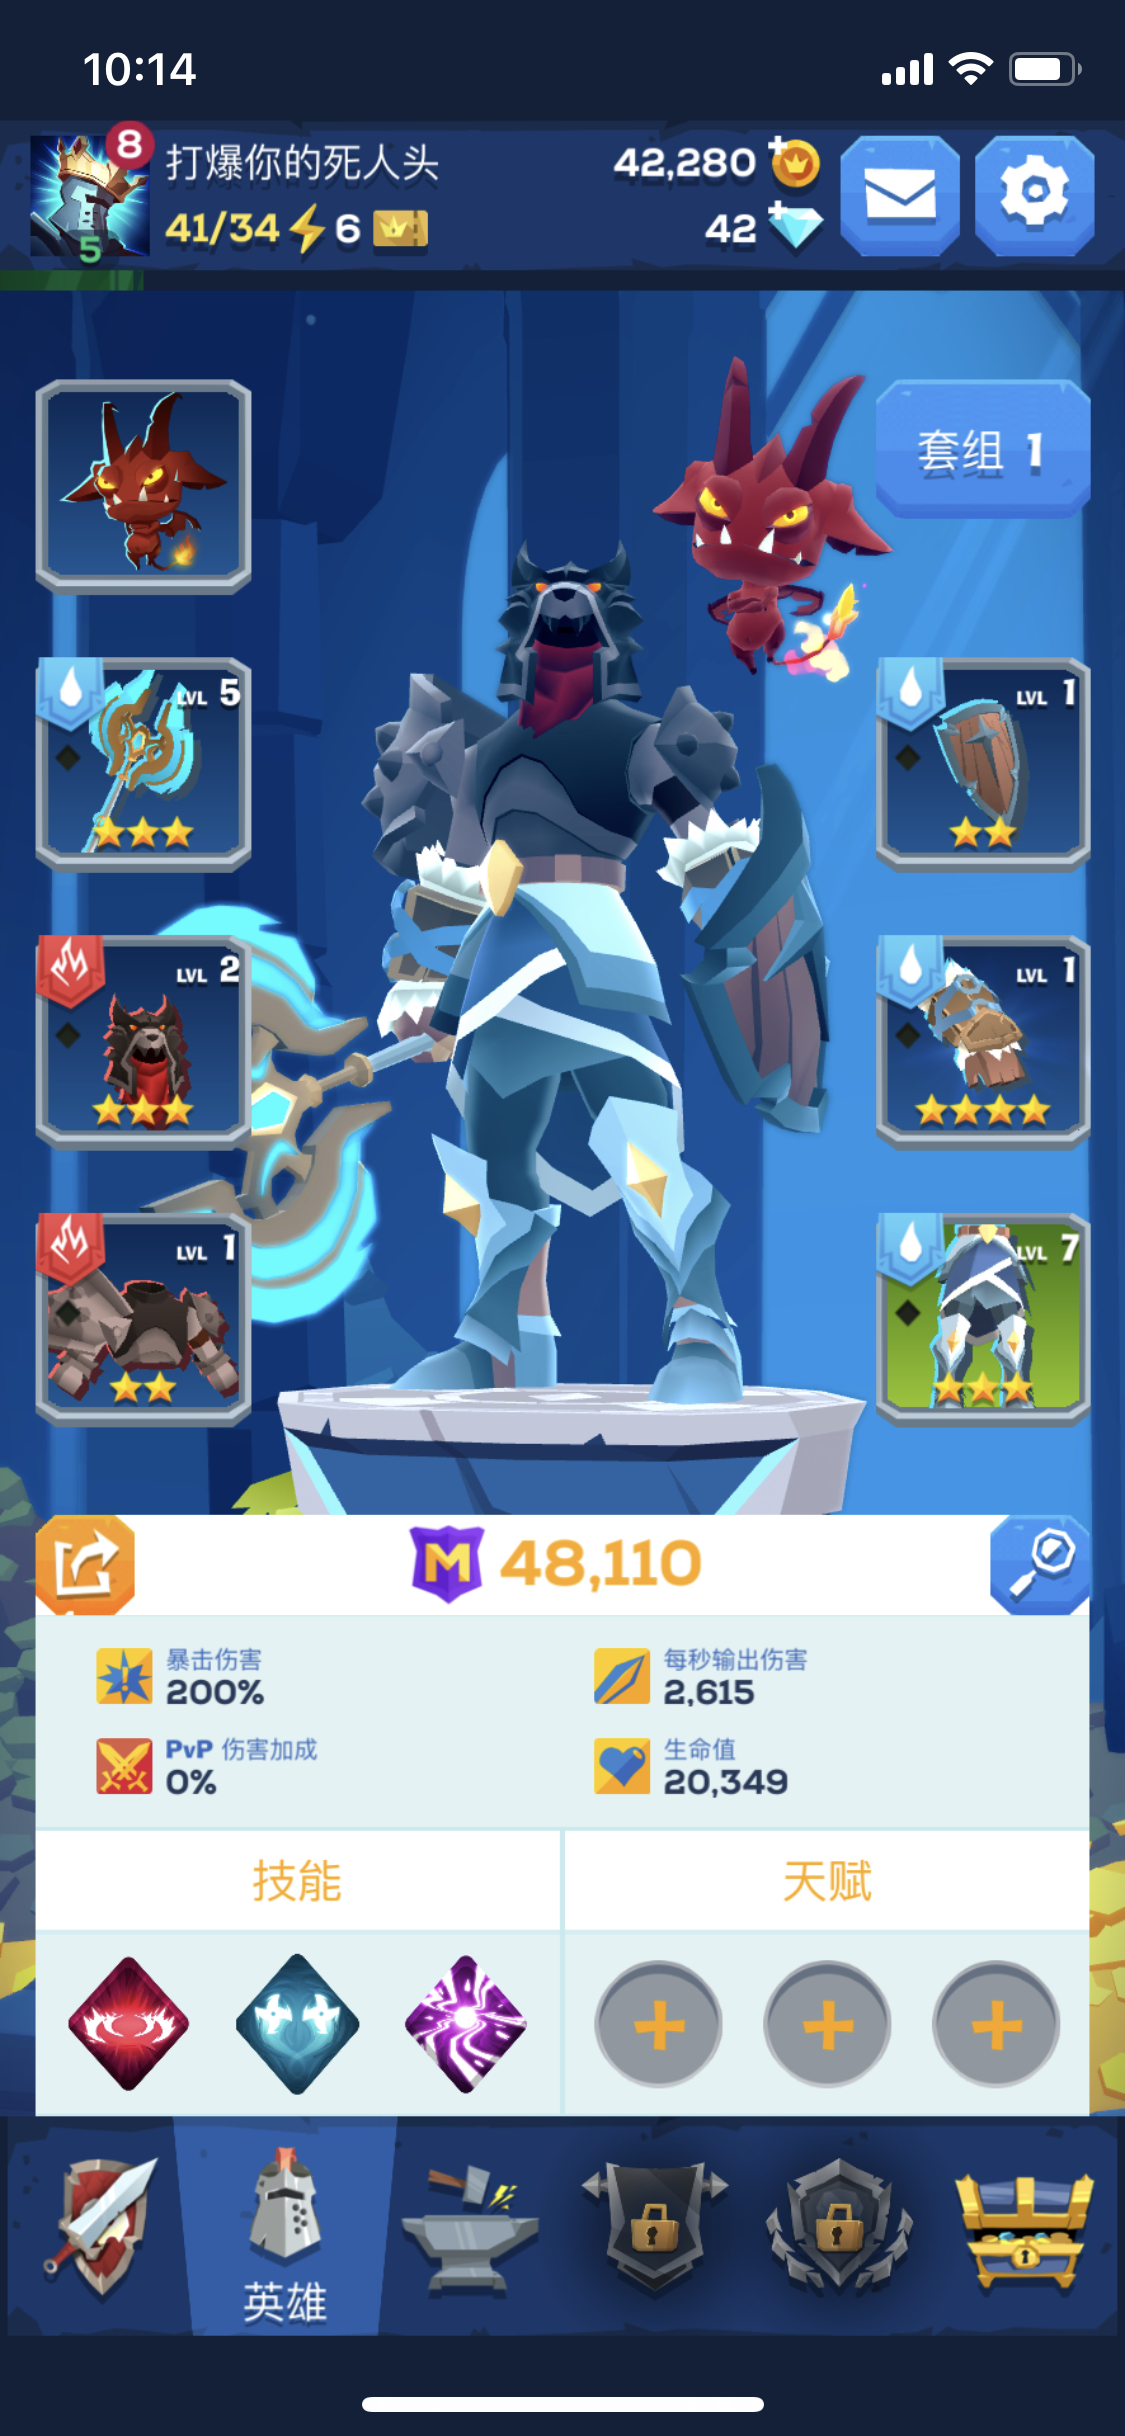 10:14
8
打爆你的死人头
42,280
5
41/34 6
42
套组 1
LVL 5
LVL 1
LVL 2
LVL 1
LVL 1
LVL 7
M 48,110
暴击伤害
200%
每秒输出伤害
2,615
PvP 伤害加成
0%
生命值
20,349
技能
天赋
英雄